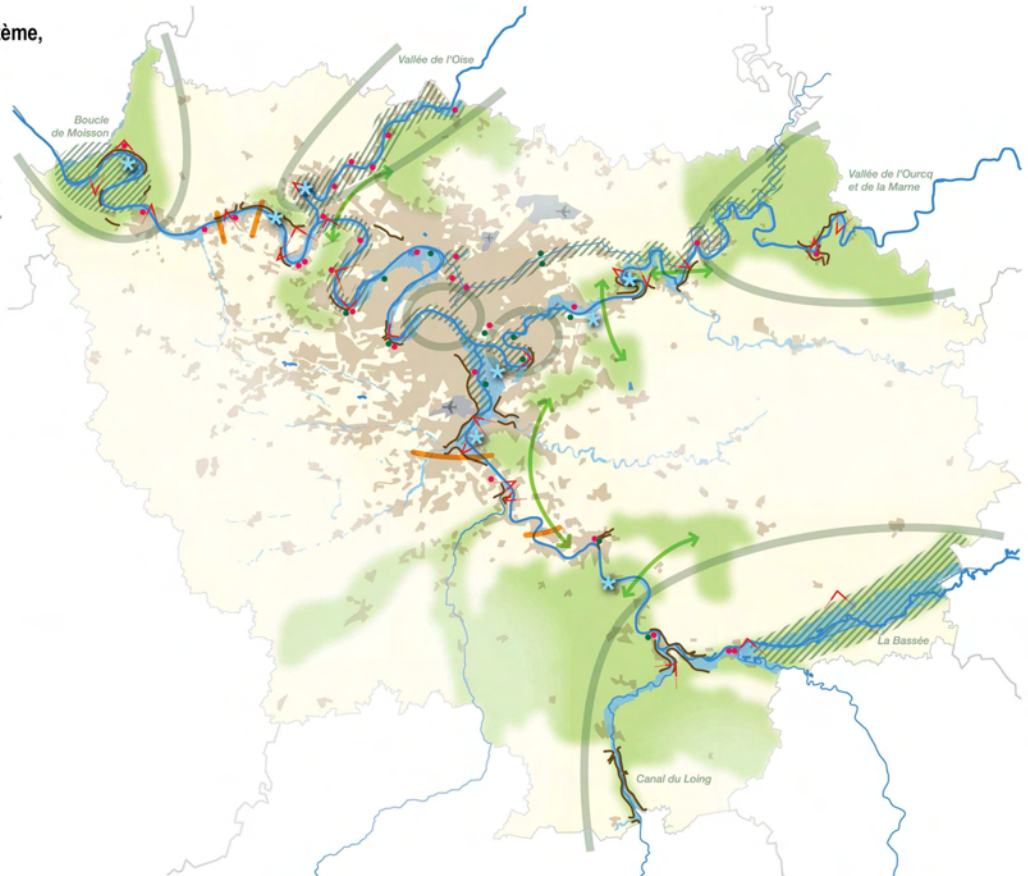 ème,
Vallée de l'Oise
Boucle
de Moisson
Vallée de l'Ourcq
et de la Marne
La Bassée
Canal du Loing